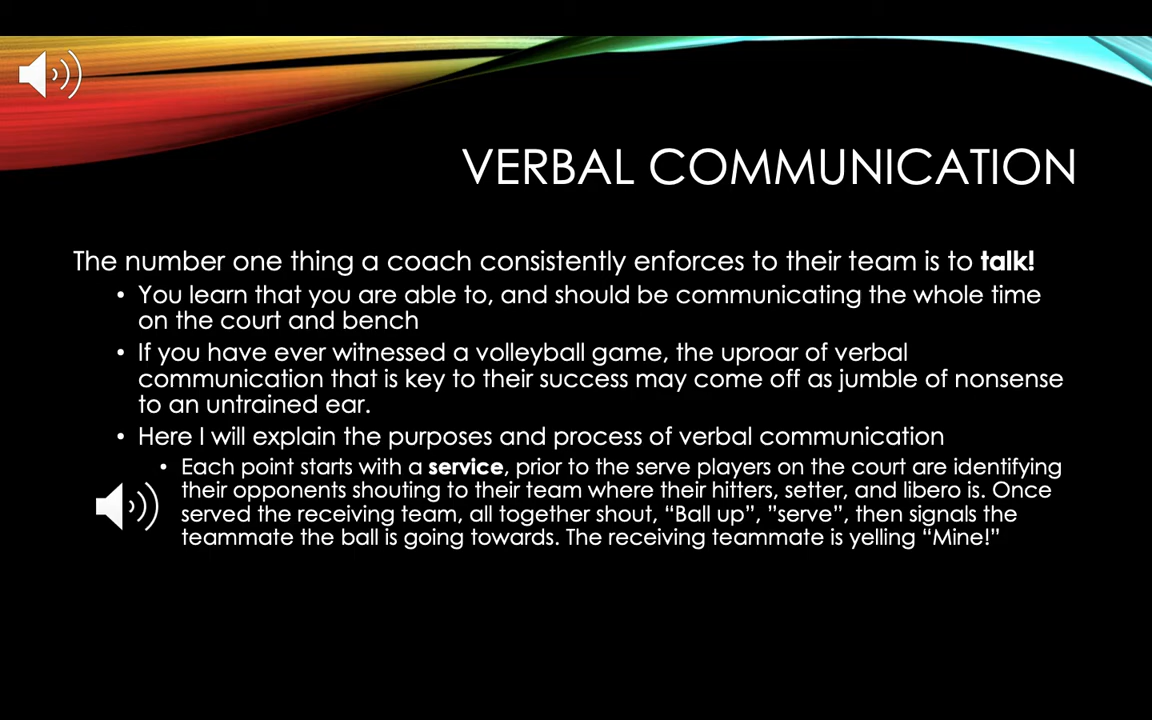 VERBAL COMMUNICATION
The number one thing a coach consistently enforces to their team is to talk!
• You learn that you are able to, and should be communicating the whole time
on the court and bench
• If you have ever witnessed a volleyball game, the uproar of verbal
communication that is key to their success may come off as jumble of nonsense
to an untrained ear.
• Here I will explain the purposes and process of verbal communication
• Each point starts with a service, prior to the serve players on the court are identifying
their opponents shouting to their team where their hitters, setter, and libero is. Once
served the receiving team, all together shout, “Ball up”, ”serve”, then signals the
teammate the ball is going towards. The receiving teammate is yelling “Mine!”